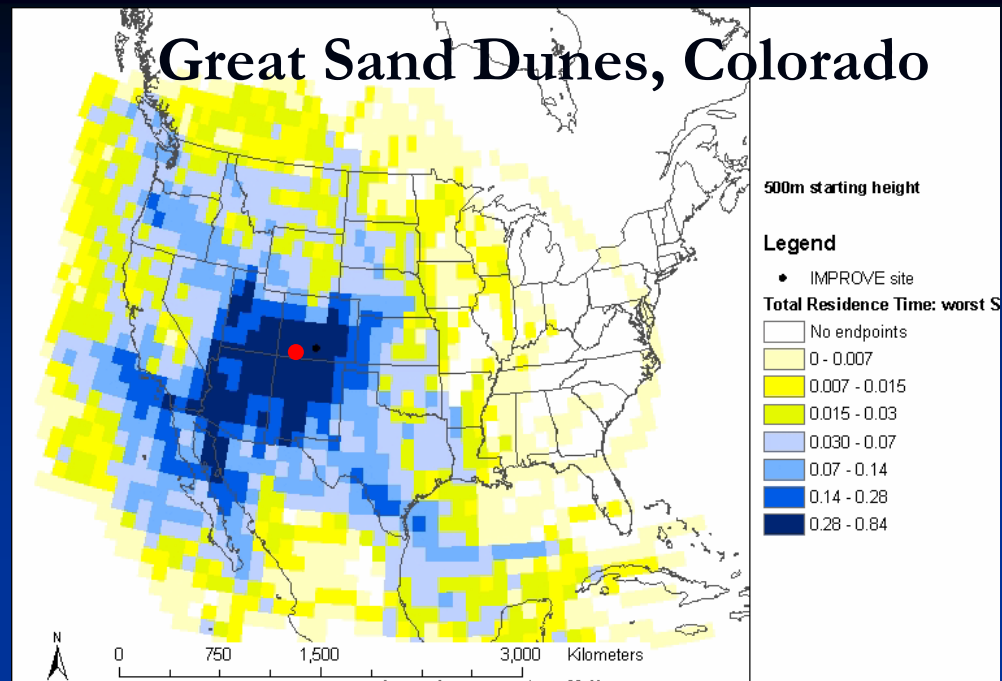 Great Sand Dunes, Colorado
500m starting height
Legend
IMPROVE site
Total Residence Time: worst S
No endpoints
0 - 0.007
0.007 - 0.015
0.015 - 0.03
0.030 - 0.07
0.07 - 0.14
0.14 - 0.28
0.28 - 0.84
N
0 750 1,500 3,000 Kilometers